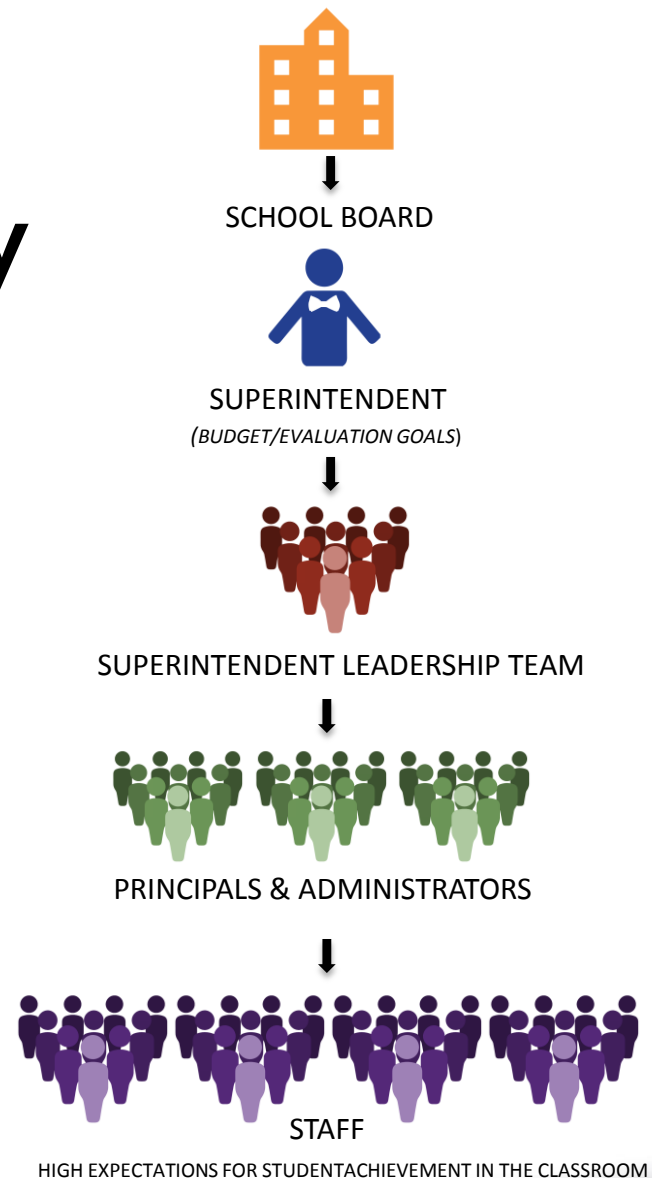 y
SCHOOL BOARD
SUPERINTENDENT
(BUDGET/EVALUATION GOALS)
SUPERINTENDENT LEADERSHIP TEAM
PRINCIPALS & ADMINISTRATORS
STAFF
HIGH EXPECTATIONS FOR STUDENTACHIEVEMENT IN THE CLASSROOM